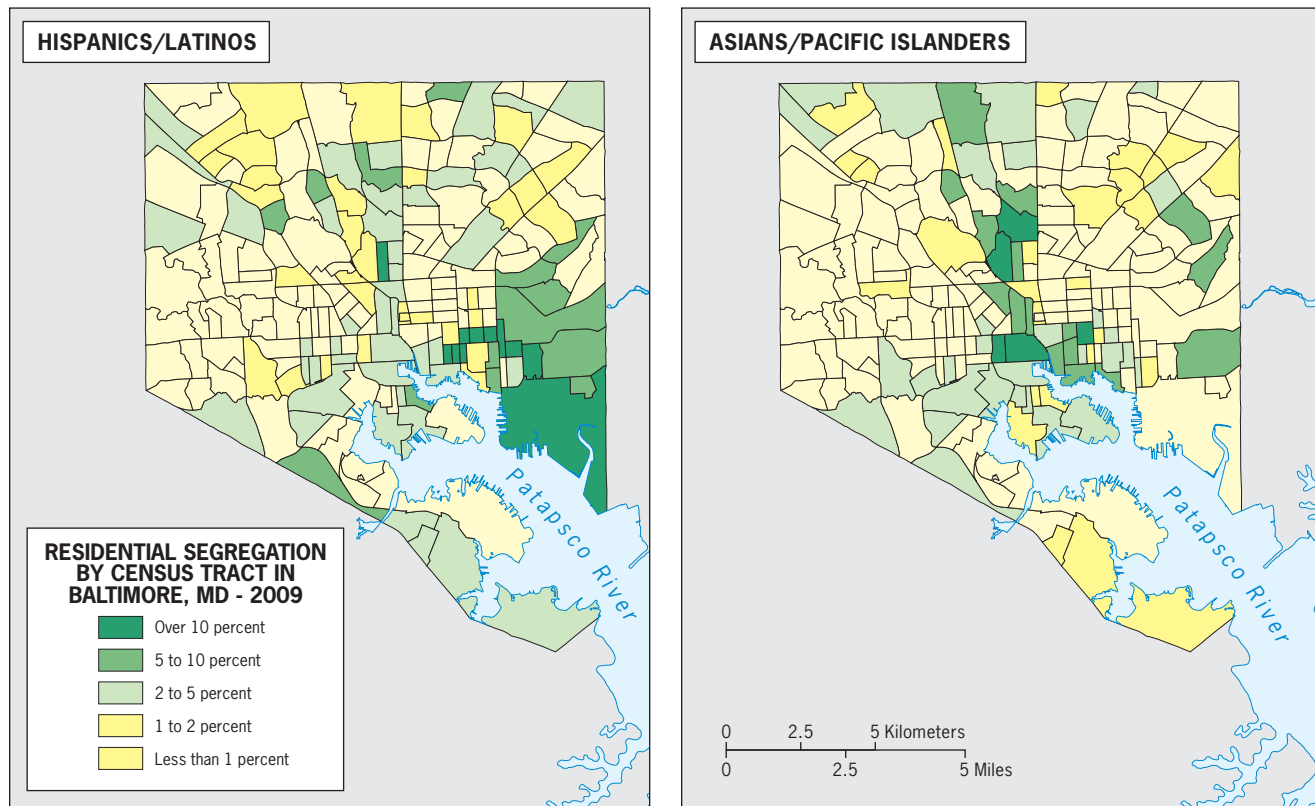 HISPANICS/LATINOS
Patapsco River
RESIDENTIAL SEGREGATION
BY CENSUS TRACT IN
BALTIMORE, MD - 2009
Over 10 percent
5 to 10 percent
2 to 5 percent
1 to 2 percent
Less than 1 percent
ASIANS/PACIFIC ISLANDERS
Patapsco River
0 2.5 5 Kilometers
0 2.5 5 Miles